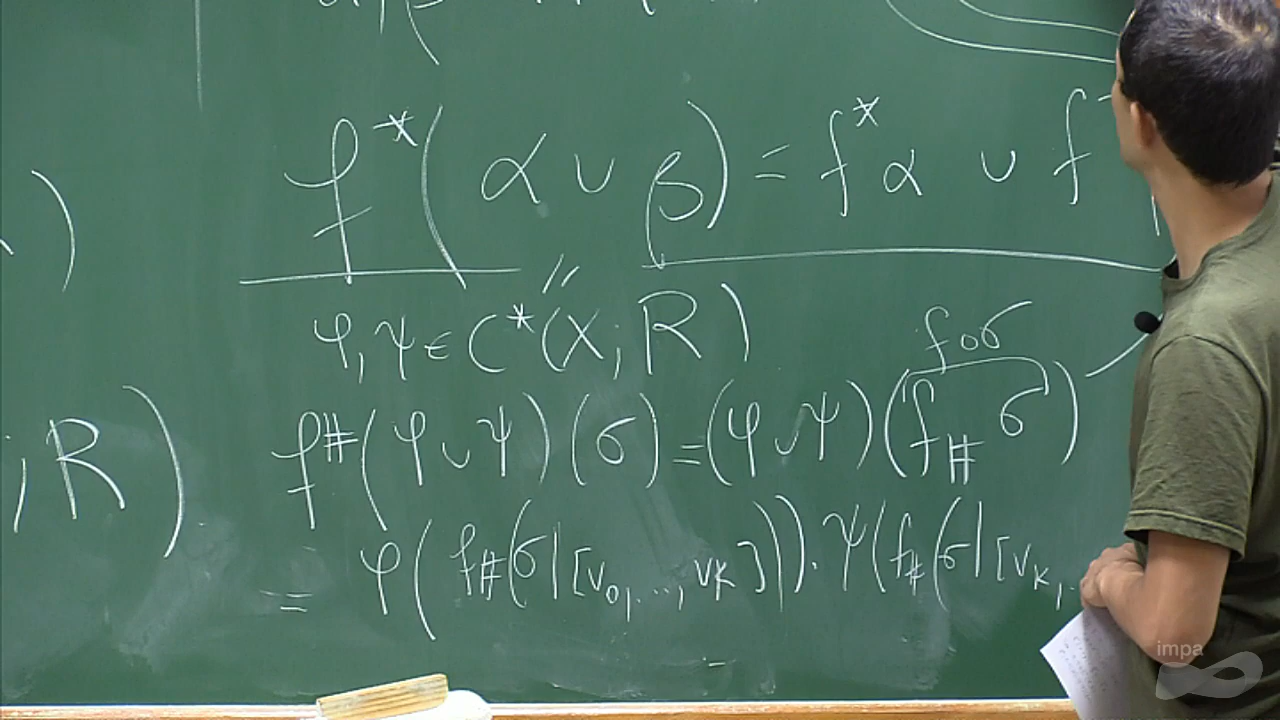 f*( α ∪ β) = f*α ∪ f
φ, ψ ∈ C*(X; R)
f∘σ
; R)
f#(φ ∪ ψ)(σ) = (φ ∪ ψ)(f# σ)
= φ(f#(σ|[v₀, ..., vₖ])) · ψ(f#(σ|[vₖ, ..
impa